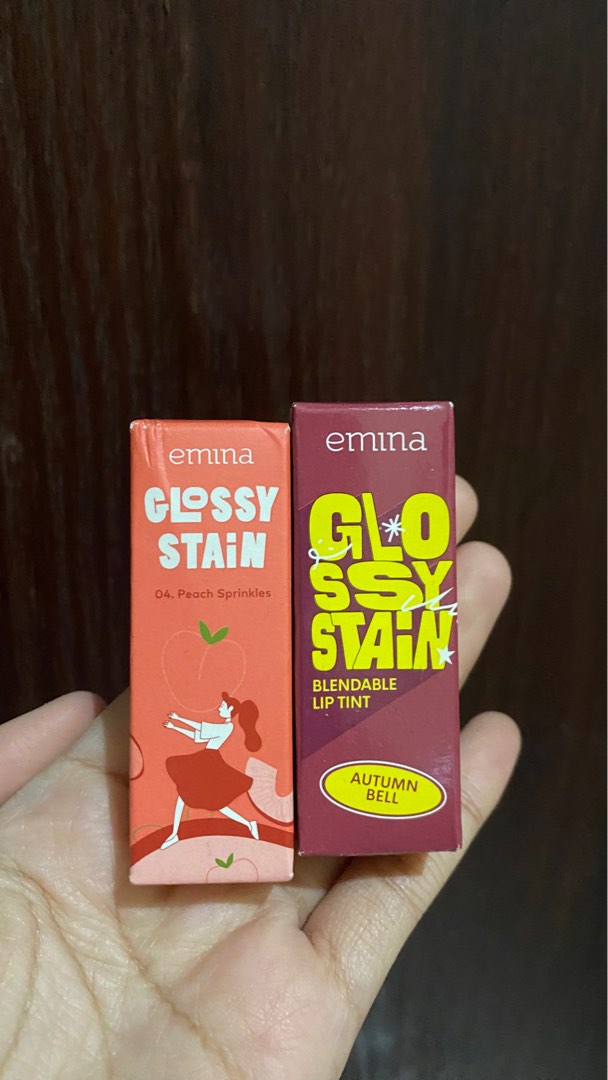 emina
GLOSSY
STAiN
04. Peach Sprinkles
emina
GLO
SSY
STAiN
BLENDABLE
LIP TINT
AUTUMN
BELL